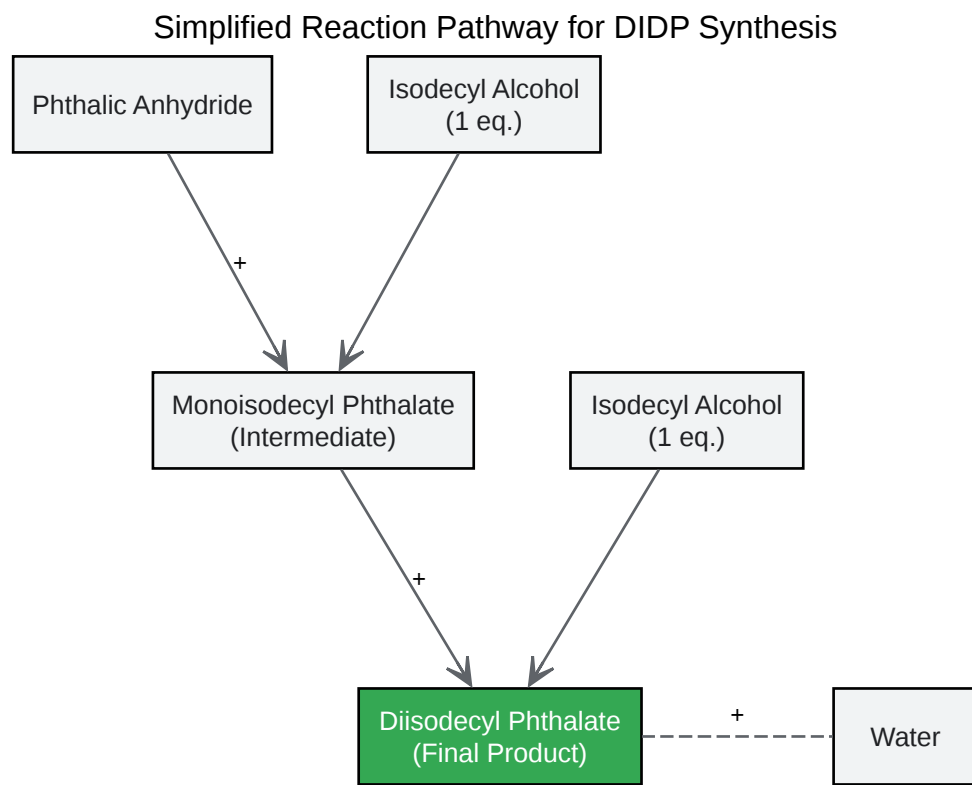 Simplified Reaction Pathway for DIDP Synthesis
Phthalic Anhydride
Isodecyl Alcohol
(1 eq.)
+
Monoisodecyl Phthalate
(Intermediate)
Isodecyl Alcohol
(1 eq.)
+
Diisodecyl Phthalate
(Final Product)
+
Water